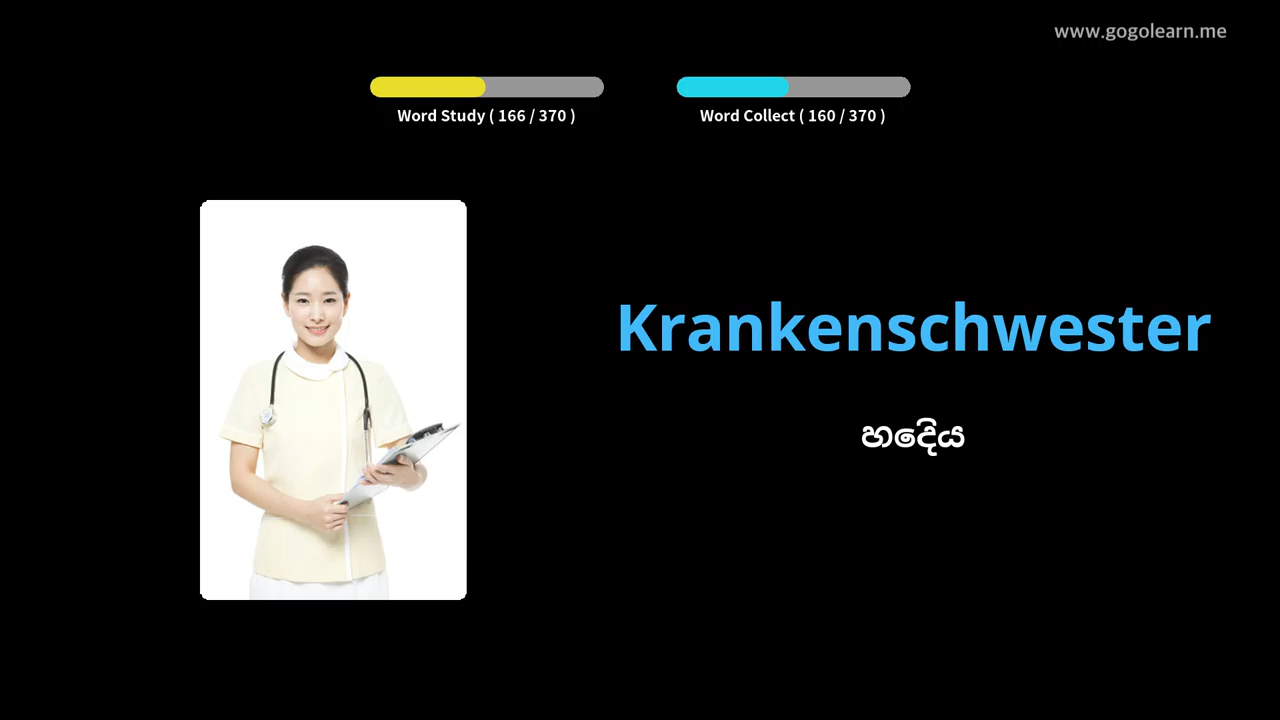 www.gogolearn.me
Word Study ( 166 / 370 )
Word Collect ( 160 / 370 )
Krankenschwester
හෙදිය